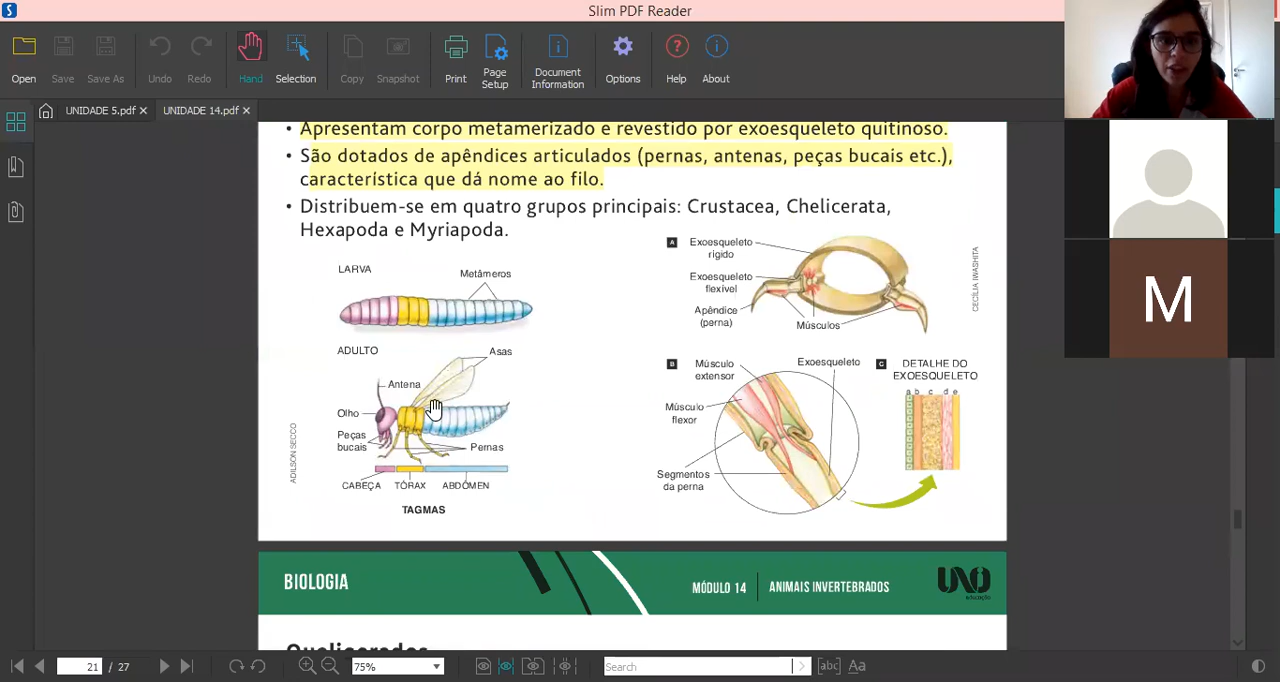 Slim PDF Reader
Open
Save
Save As
Undo
Redo
Hand
Selection
Copy
Snapshot
Print
Page
Setup
Document
Information
Options
Help
About
UNIDADE 5.pdf
UNIDADE 14.pdf
• Apresentam corpo metamerizado e revestido por exoesqueleto quitinoso.
• São dotados de apêndices articulados (pernas, antenas, peças bucais etc.),
característica que dá nome ao filo.
• Distribuem-se em quatro grupos principais: Crustacea, Chelicerata,
Hexapoda e Myriapoda.
LARVA
Metâmeros
ADULTO
Asas
Antena
Olho
Peças
bucais
Pernas
CABEÇA
TÓRAX
ABDÔMEN
TAGMAS
ADILSON SECCO
A
Exoesqueleto
rígido
Exoesqueleto
flexível
Apêndice
(perna)
Músculos
CECÍLIA IWASHITA
B
Músculo
extensor
Exoesqueleto
Músculo
flexor
Segmentos
da perna
C
DETALHE DO
EXOESQUELETO
a b c d e
M
BIOLOGIA
MÓDULO 14
ANIMAIS INVERTEBRADOS
UNO
educação
Quelicerados
21 / 27
75%
Search
[abc]
Aa